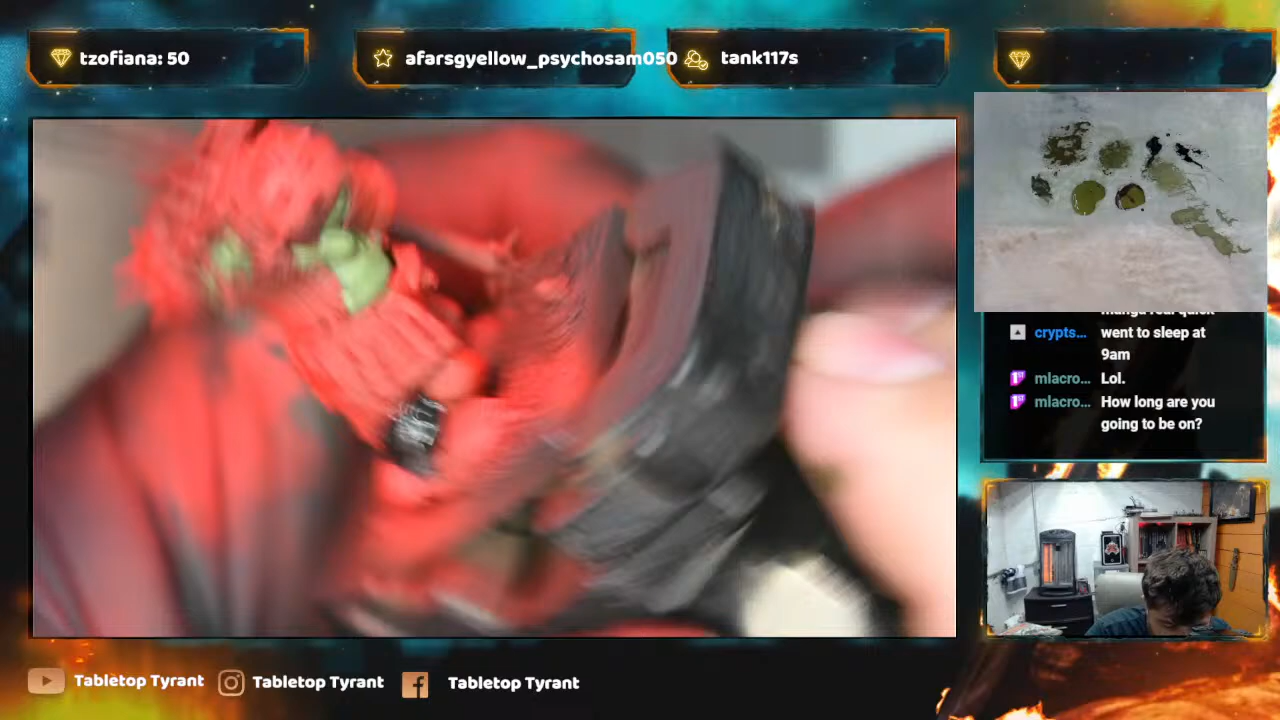 tzofiana: 50
afarsgyellow_psychosam050
tank117s
crypts...
went to sleep at
9am
mlacro... Lol.
mlacro... How long are you
going to be on?
Tabletop Tyrant
Tabletop Tyrant
Tabletop Tyrant